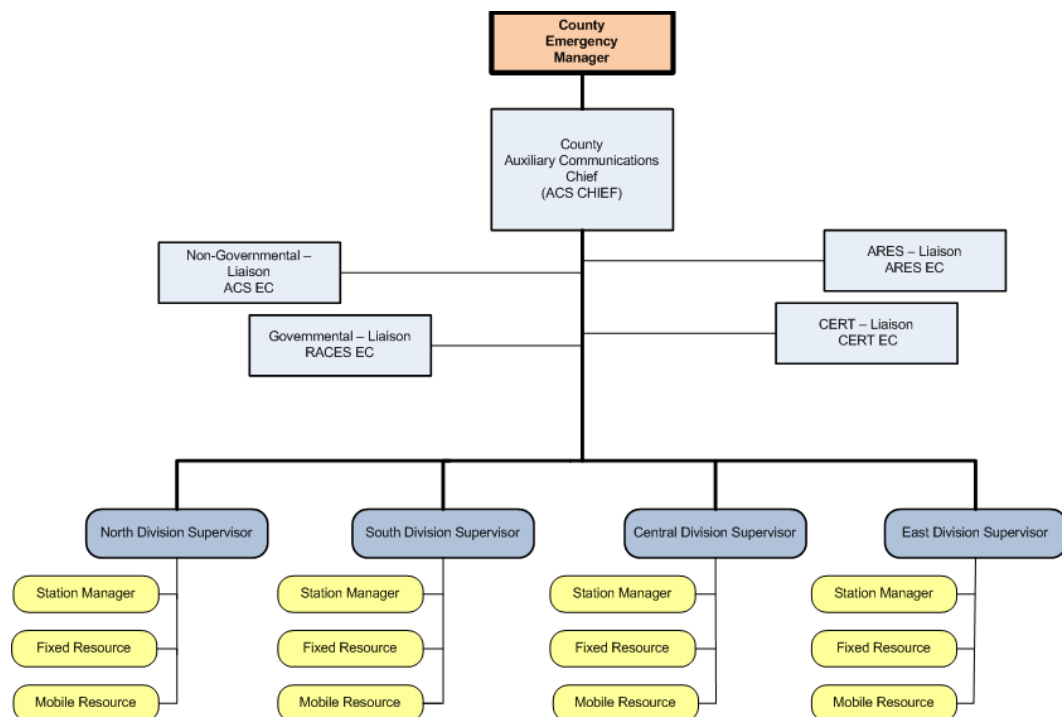 County
Emergency
Manager
County
Auxiliary Communications
Chief
(ACS CHIEF)
Non-Governmental –
Liaison
ACS EC
ARES – Liaison
ARES EC
Governmental – Liaison
RACES EC
CERT – Liaison
CERT EC
North Division Supervisor
South Division Supervisor
Central Division Supervisor
East Division Supervisor
Station Manager
Station Manager
Station Manager
Station Manager
Fixed Resource
Fixed Resource
Fixed Resource
Fixed Resource
Mobile Resource
Mobile Resource
Mobile Resource
Mobile Resource